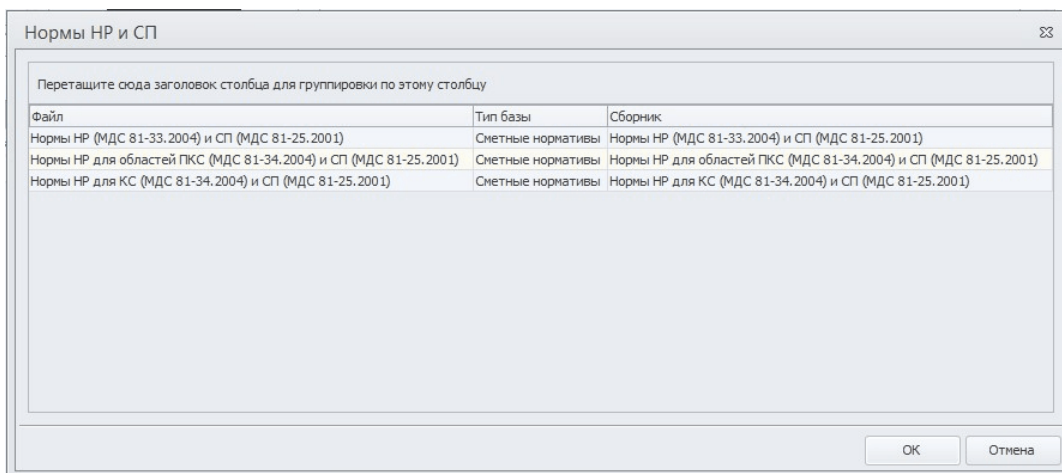 Нормы НР и СП
Перетащите сюда заголовок столбца для группировки по этому столбцу
Файл Тип базы Сборник
Нормы НР (МДС 81-33.2004) и СП (МДС 81-25.2001) Сметные нормативы Нормы НР (МДС 81-33.2004) и СП (МДС 81-25.2001)
Нормы НР для областей ПКС (МДС 81-34.2004) и СП (МДС 81-25.2001) Сметные нормативы Нормы НР для областей ПКС (МДС 81-34.2004) и СП (МДС 81-25.2001)
Нормы НР для КС (МДС 81-34.2004) и СП (МДС 81-25.2001) Сметные нормативы Нормы НР для КС (МДС 81-34.2004) и СП (МДС 81-25.2001)
ОК Отмена